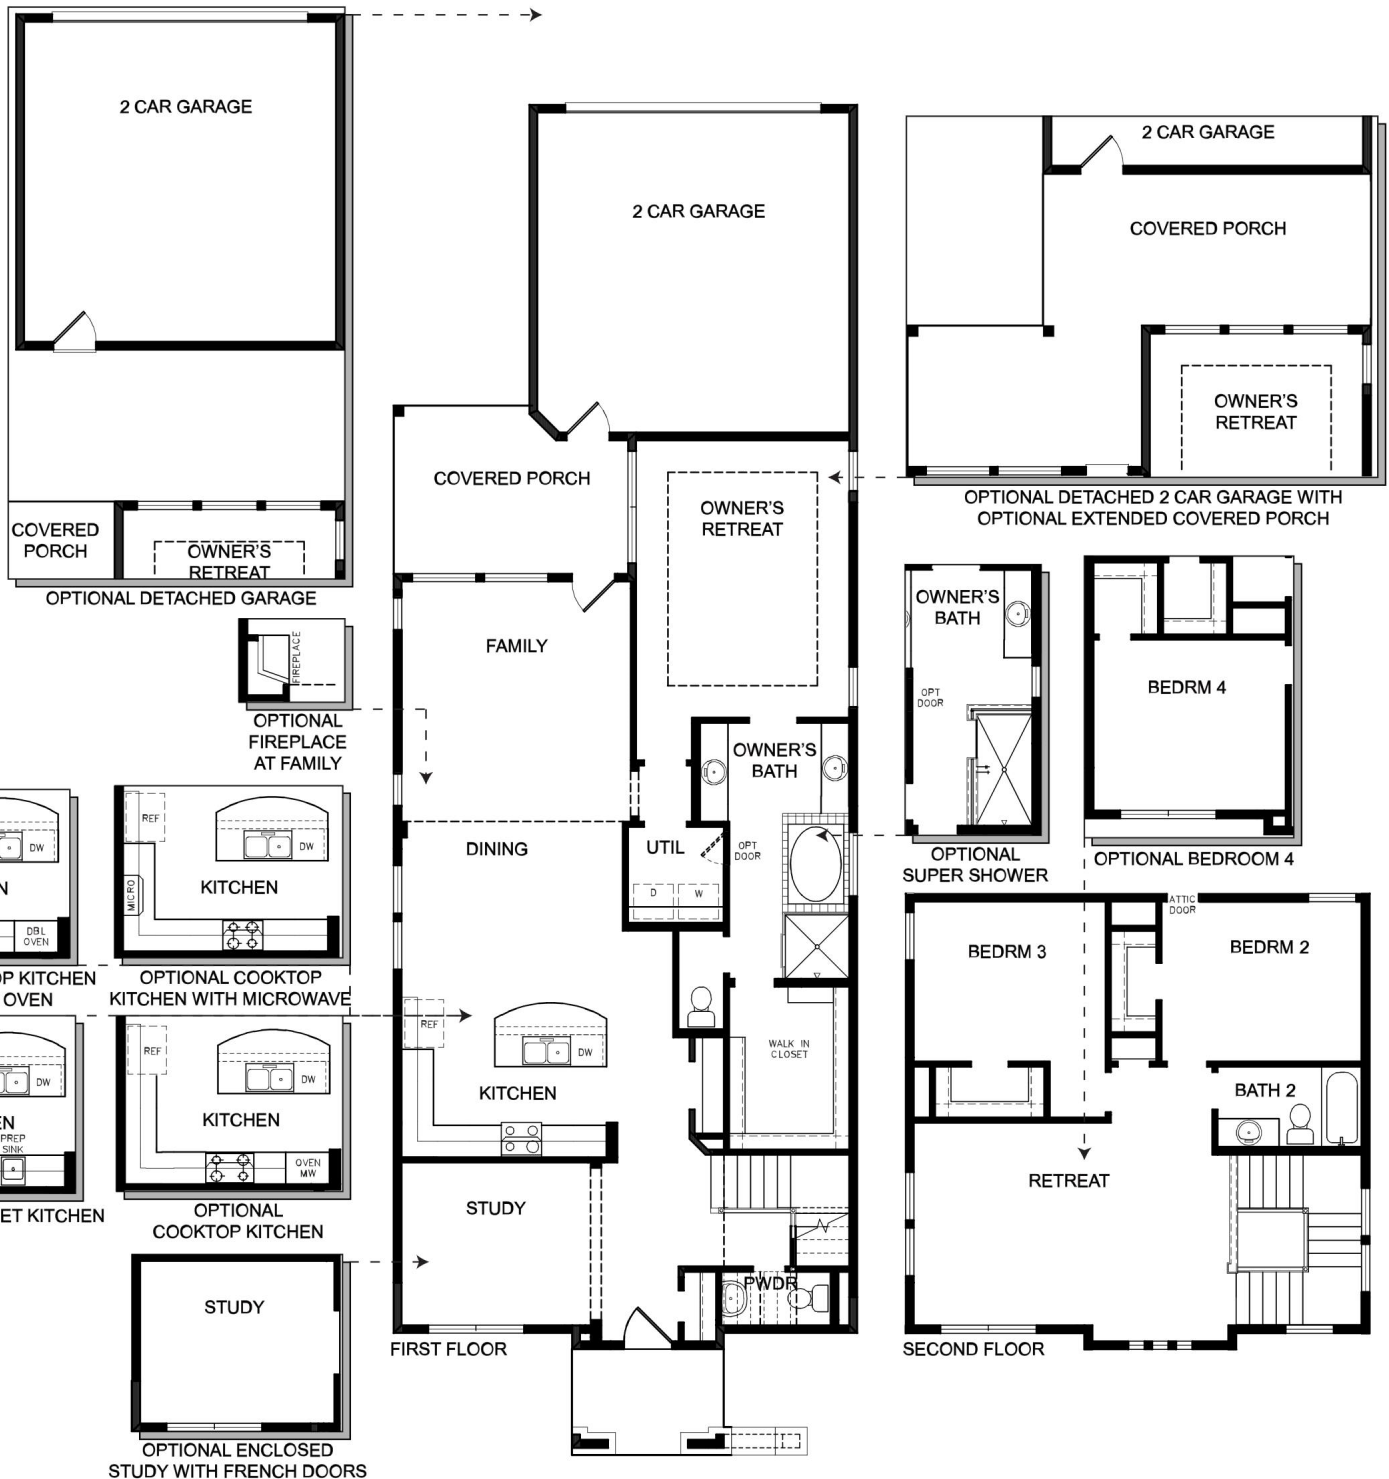 2 CAR GARAGE
COVERED
PORCH
OWNER'S
RETREAT
OPTIONAL DETACHED GARAGE
FIREPLACE
OPTIONAL
FIREPLACE
AT FAMILY
DW
N
DBL
OVEN
OP KITCHEN
OVEN
REF
DW
MICRO
KITCHEN
OPTIONAL COOKTOP
KITCHEN WITH MICROWAVE
DW
EN
PREP
SINK
ET KITCHEN
REF
DW
KITCHEN
OVEN
MW
OPTIONAL
COOKTOP KITCHEN
STUDY
OPTIONAL ENCLOSED
STUDY WITH FRENCH DOORS
2 CAR GARAGE
COVERED PORCH
OWNER'S
RETREAT
FAMILY
OWNER'S
BATH
DINING
UTIL
OPT
DOOR
D
W
REF
DW
KITCHEN
WALK IN
CLOSET
STUDY
PWDR
FIRST FLOOR
2 CAR GARAGE
COVERED PORCH
OWNER'S
RETREAT
OPTIONAL DETACHED 2 CAR GARAGE WITH
OPTIONAL EXTENDED COVERED PORCH
OWNER'S
BATH
OPT
DOOR
OPTIONAL
SUPER SHOWER
BEDRM 4
OPTIONAL BEDROOM 4
ATTIC
DOOR
BEDRM 3
BEDRM 2
BATH 2
RETREAT
SECOND FLOOR